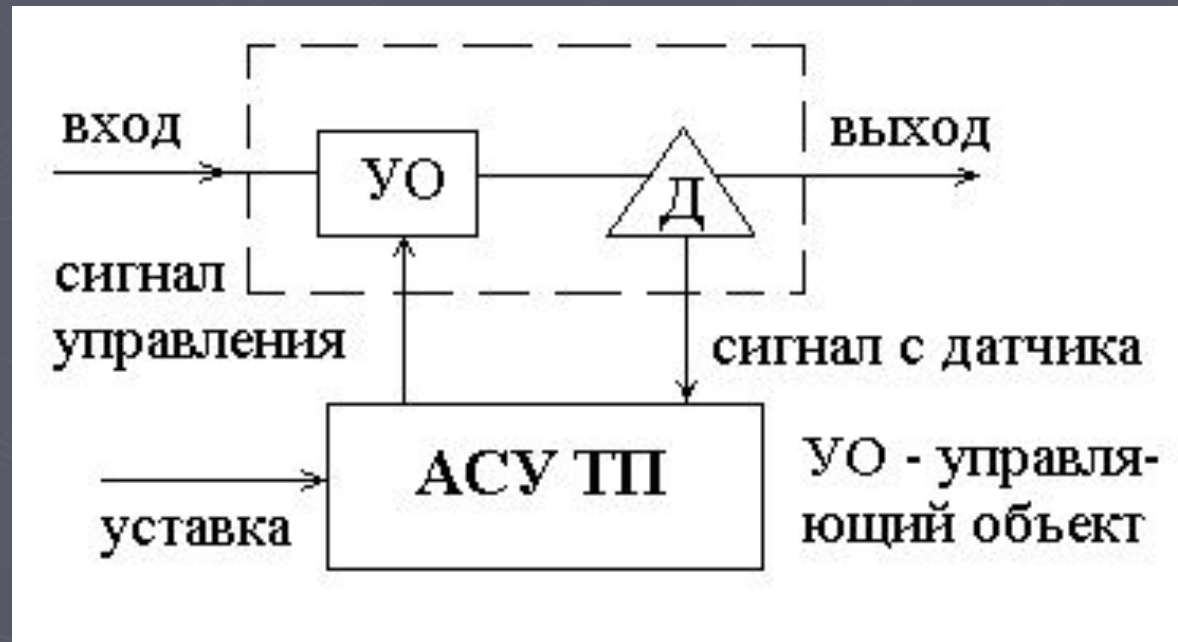 вход
выход
УО
Д
сигнал
управления
сигнал с датчика
АСУ ТП
уставка
УО - управля-
ющий объект